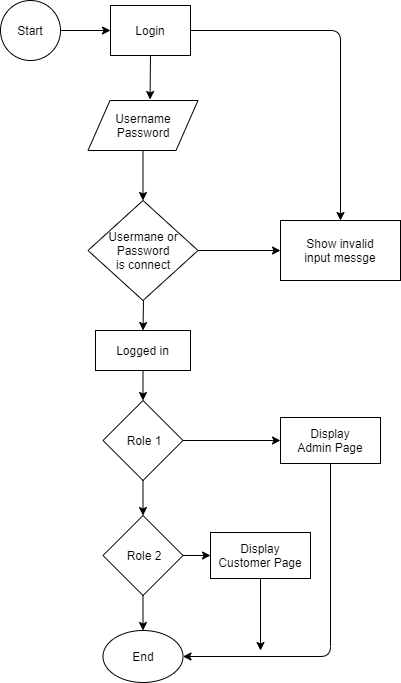 Start
Login
Username
Password
Usermane or
Password
is connect
Show invalid
input messge
Logged in
Role 1
Display
Admin Page
Role 2
Display
Customer Page
End